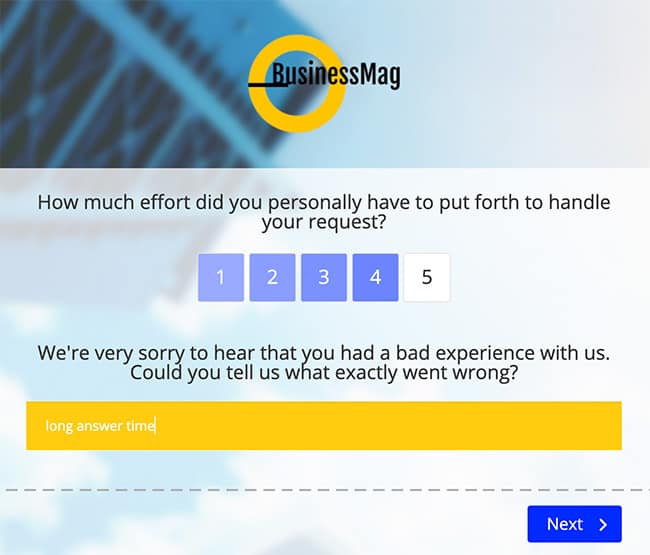 BusinessMag
How much effort did you personally have to put forth to handle
your request?
1 2 3 4 5
We're very sorry to hear that you had a bad experience with us.
Could you tell us what exactly went wrong?
long answer time
Next